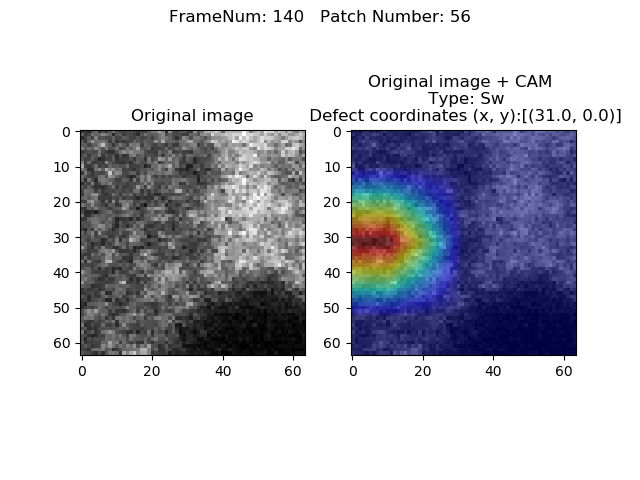 FrameNum: 140   Patch Number: 56
Original image
0
10
20
30
40
50
60
0 20 40 60
Original image + CAM
Type: Sw
Defect coordinates (x, y):[(31.0, 0.0)]
0
10
20
30
40
50
60
0 20 40 60